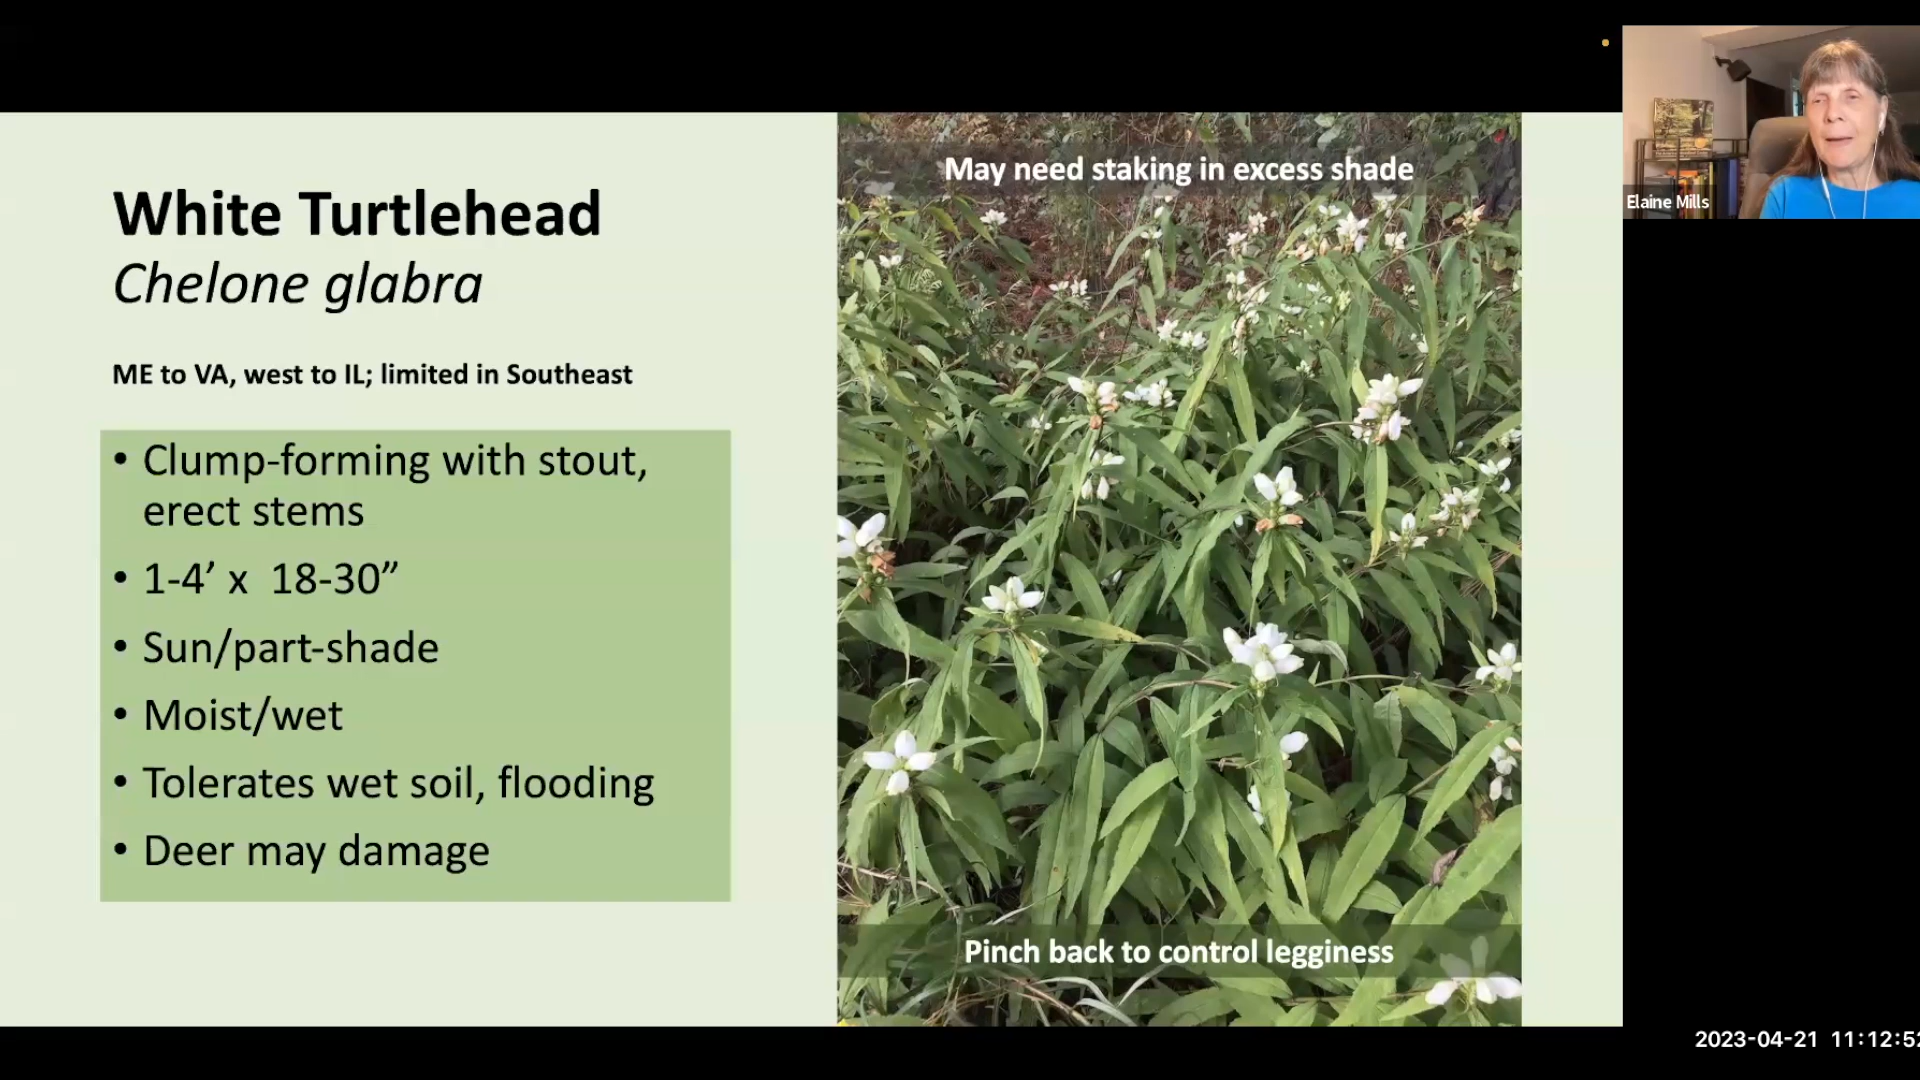 White Turtlehead
Chelone glabra
ME to VA, west to IL; limited in Southeast
• Clump-forming with stout,
erect stems
• 1-4’ x  18-30”
• Sun/part-shade
• Moist/wet
• Tolerates wet soil, flooding
• Deer may damage
May need staking in excess shade
Pinch back to control legginess
Elaine Mills
2023-04-21 11:12:52